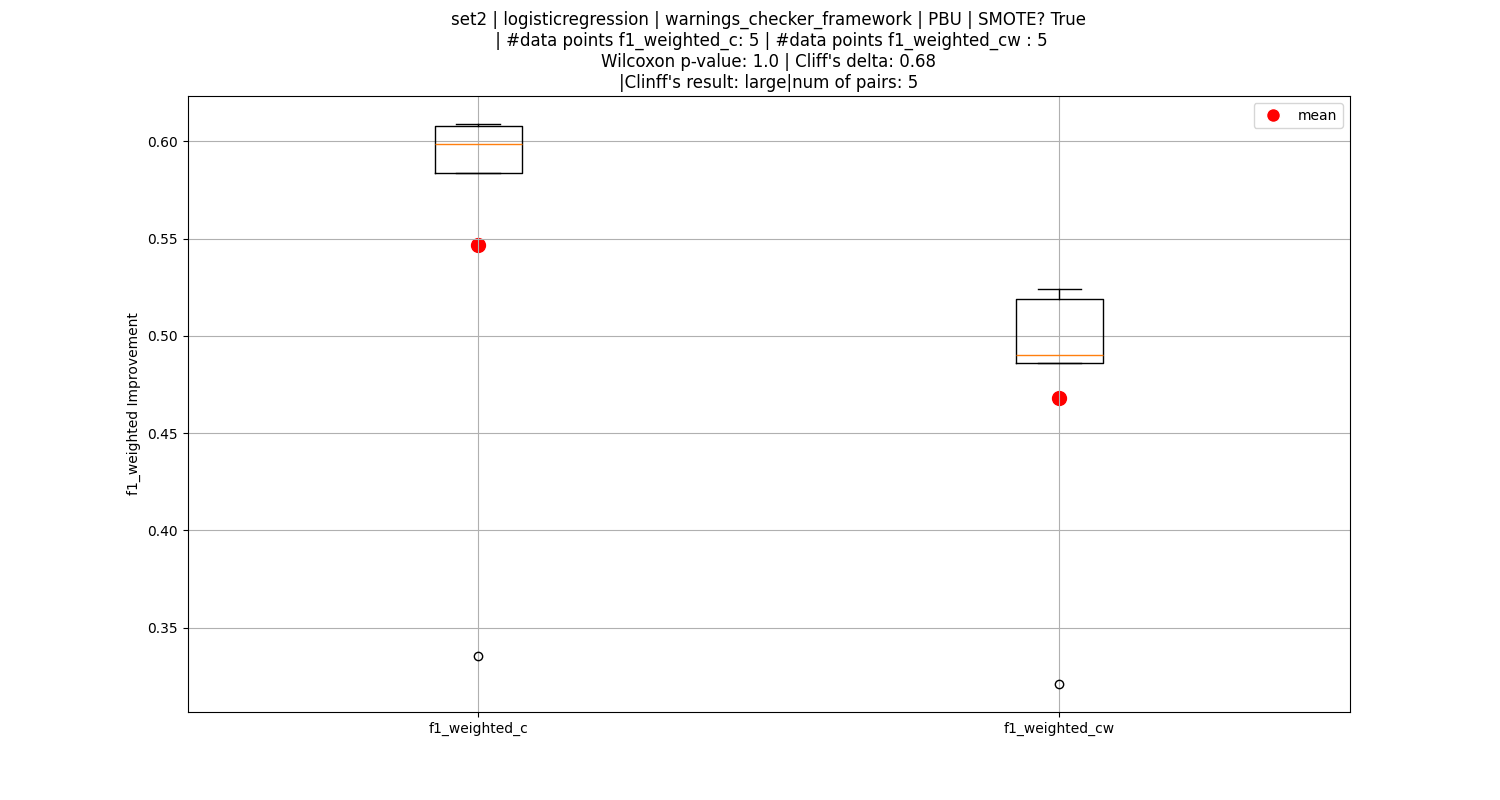 set2 | logisticregression | warnings_checker_framework | PBU | SMOTE? True
| #data points f1_weighted_c: 5 | #data points f1_weighted_cw : 5
Wilcoxon p-value: 1.0 | Cliff's delta: 0.68
|Clinff's result: large|num of pairs: 5
mean
0.60
0.55
0.50
0.45
0.40
0.35
f1_weighted Improvement
f1_weighted_c
f1_weighted_cw